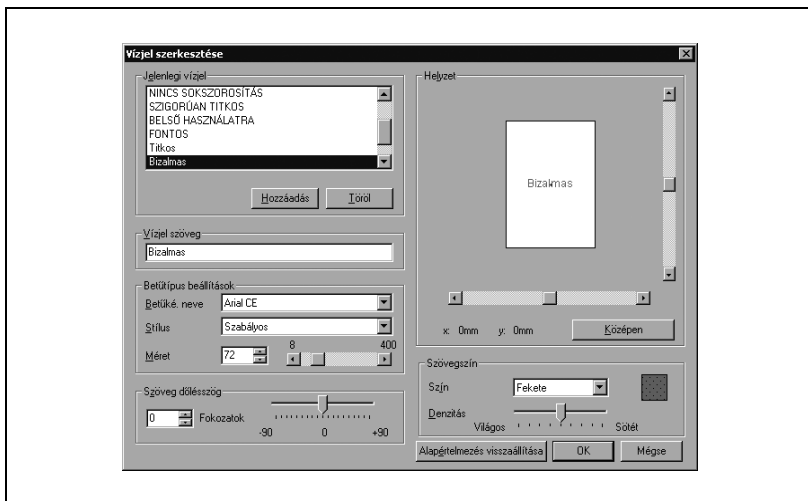 Vízjel szerkesztése
Jelenlegi vízjel
NINCS SOKSZOROSÍTÁS
SZIGORÚAN TITKOS
BELSŐ HASZNÁLATRA
FONTOS
Titkos
Bizalmas
Hozzáadás Töröl
Vízjel szöveg
Bizalmas
Betűtípus beállítások
Betűké. neve Arial CE
Stílus Szabályos
Méret 72 8 400
Szöveg dőlésszög
0 Fokozatok
-90 0 +90
Helyzet
Bizalmas
x: 0mm y: 0mm Középen
Szövegszín
Szín Fekete
Denzitás
Világos Sötét
Alapértelmezés visszaállítása OK Mégse